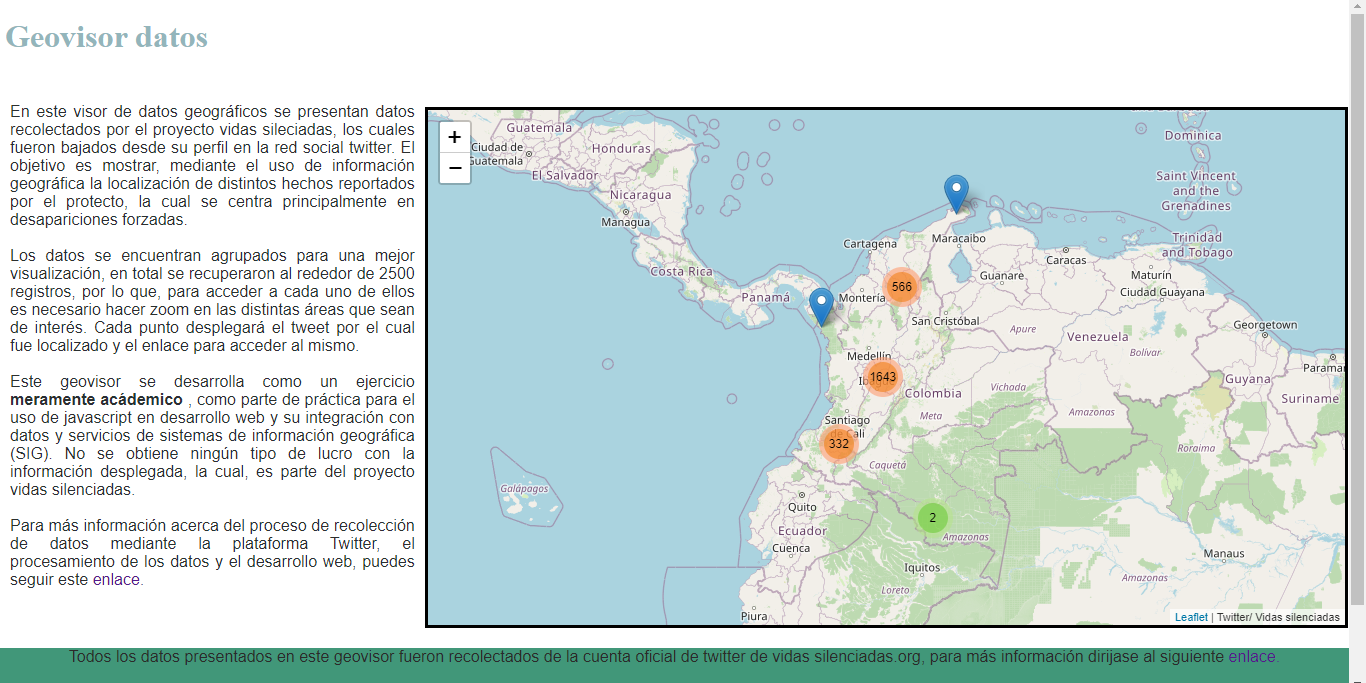 Geovisor datos
En este visor de datos geográficos se presentan datos
recolectados por el proyecto vidas sileciadas, los cuales
fueron bajados desde su perfil en la red social twitter. El
objetivo es mostrar, mediante el uso de información
geográfica la localización de distintos hechos reportados
por el protecto, la cual se centra principalmente en
desapariciones forzadas.
Los datos se encuentran agrupados para una mejor
visualización, en total se recuperaron al rededor de 2500
registros, por lo que, para acceder a cada uno de ellos
es necesario hacer zoom en las distintas áreas que sean
de interés. Cada punto desplegará el tweet por el cual
fue localizado y el enlace para acceder al mismo.
Este geovisor se desarrolla como un ejercicio
meramente acádemico , como parte de práctica para el
uso de javascript en desarrollo web y su integración con
datos y servicios de sistemas de información geográfica
(SIG). No se obtiene ningún tipo de lucro con la
información desplegada, la cual, es parte del proyecto
vidas silenciadas.
Para más información acerca del proceso de recolección
de datos mediante la plataforma Twitter, el
procesamiento de los datos y el desarrollo web, puedes
seguir este enlace.
+
−
Guatemala
Ciudad de
Guatemala
Honduras
El Salvador
Nicaragua
Managua
Costa Rica
Panamá
Dominica
Saint Vincent
and the
Grenadines
Trinidad
and Tobago
Cartagena
Maracaibo
Caracas
Guanare
Maturín
Ciudad Guayana
566
Montería
San Cristóbal
Apure
Venezuela
Bolívar
Georgetown
Medellín
1643
Colombia
Vichada
Meta
Amazonas
Guyana
Suriname
Santiago
de Cali
332
Caquetá
Roraima
Galápagos
Quito
Ecuador
Cuenca
2
Amazonas
Iquitos
Loreto
Manaus
Amazonas
Piura
Leaflet | Twitter/ Vidas silenciadas
Todos los datos presentados en este geovisor fueron recolectados de la cuenta oficial de twitter de vidas silenciadas.org, para más información dirijase al siguiente enlace.